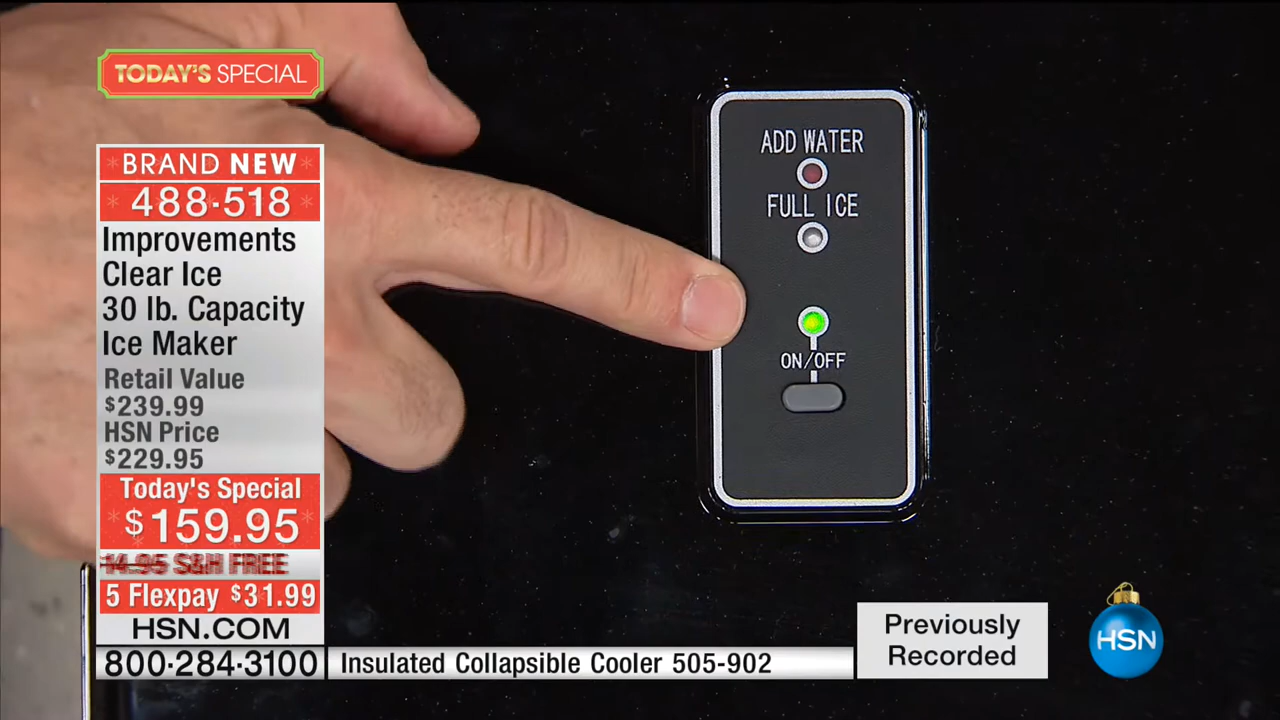 TODAY'S SPECIAL
BRAND NEW
488-518
Improvements
Clear Ice
30 lb. Capacity
Ice Maker
Retail Value
$239.99
HSN Price
$229.95
Today's Special
$159.95
14.95 S&H FREE
5 Flexpay $31.99
HSN.COM
800-284-3100
Insulated Collapsible Cooler 505-902
ADD WATER
FULL ICE
ON/OFF
Previously
Recorded
HSN